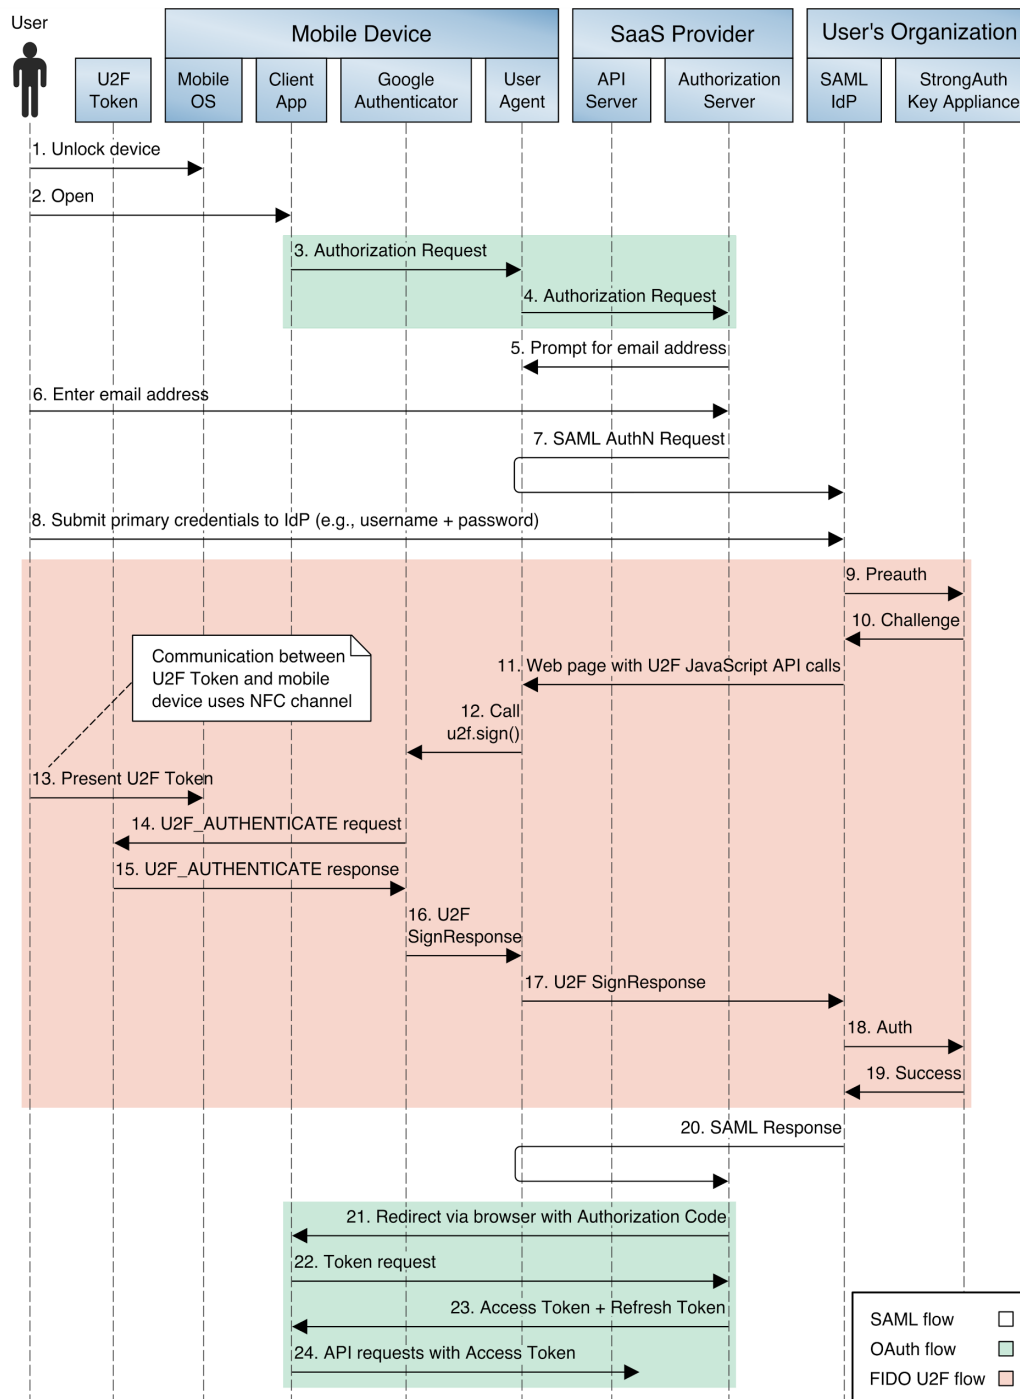 User
Mobile Device
SaaS Provider
User's Organization
U2F
Token
Mobile
OS
Client
App
Google
Authenticator
User
Agent
API
Server
Authorization
Server
SAML
IdP
StrongAuth
Key Appliance
1. Unlock device
2. Open
3. Authorization Request
4. Authorization Request
5. Prompt for email address
6. Enter email address
7. SAML AuthN Request
8. Submit primary credentials to IdP (e.g., username + password)
9. Preauth
10. Challenge
Communication between
U2F Token and mobile
device uses NFC channel
11. Web page with U2F JavaScript API calls
12. Call
u2f.sign()
13. Present U2F Token
14. U2F_AUTHENTICATE request
15. U2F_AUTHENTICATE response
16. U2F
SignResponse
17. U2F SignResponse
18. Auth
19. Success
20. SAML Response
21. Redirect via browser with Authorization Code
22. Token request
23. Access Token + Refresh Token
24. API requests with Access Token
SAML flow
OAuth flow
FIDO U2F flow